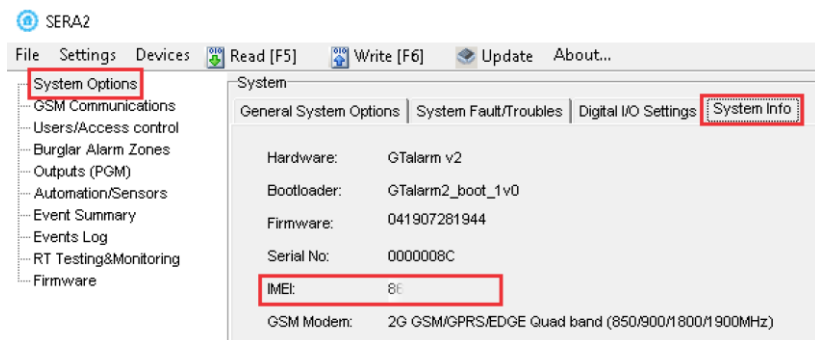 SERA2
File Settings Devices Read [F5] Write [F6] Update About...
System Options
GSM Communications
Users/Access control
Burglar Alarm Zones
Outputs (PGM)
Automation/Sensors
Event Summary
Events Log
RT Testing&Monitoring
Firmware
System
General System Options System Fault/Troubles Digital I/O Settings System Info
Hardware: GTalarm v2
Bootloader: GTalarm2_boot_1v0
Firmware: 041907281944
Serial No: 0000008C
IMEI: 86
GSM Modem: 2G GSM/GPRS/EDGE Quad band (850/900/1800/1900MHz)